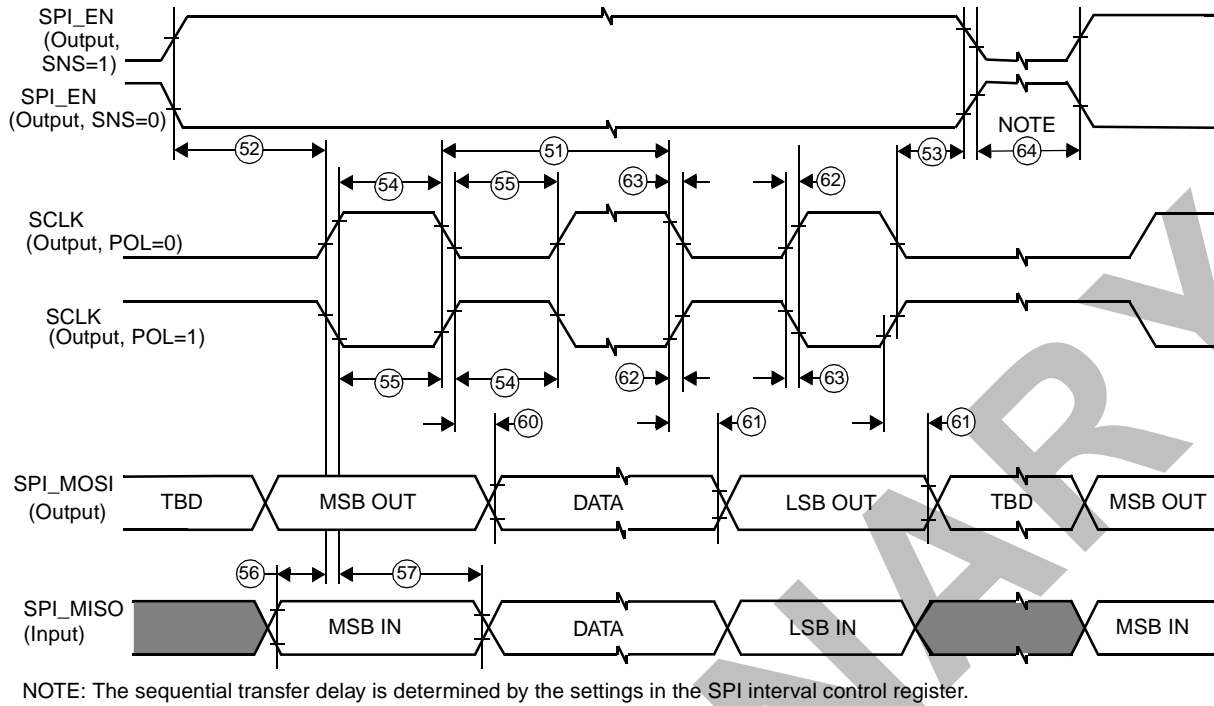 SPI_EN
(Output,
SNS=1)
SPI_EN
(Output, SNS=0)
NOTE
52
51
53
64
54
55
63
62
SCLK
(Output, POL=0)
SCLK
(Output, POL=1)
55
54
62
63
60
61
61
SPI_MOSI
(Output)
TBD
MSB OUT
DATA
LSB OUT
TBD
MSB OUT
56
57
SPI_MISO
(Input)
MSB IN
DATA
LSB IN
MSB IN
NOTE: The sequential transfer delay is determined by the settings in the SPI interval control register.
NARY